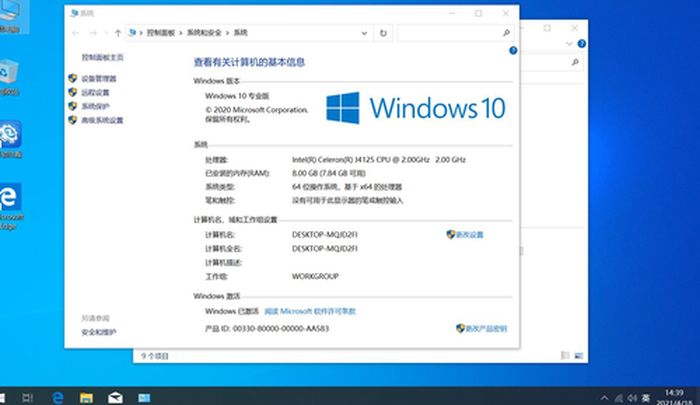 系统
控制面板 > 系统和安全 > 系统
控制面板主页
设备管理器
远程设置
系统保护
高级系统设置
查看有关计算机的基本信息
Windows 版本
Windows 10 专业版
© 2020 Microsoft Corporation.
保留所有权利。
Windows 10
系统
处理器: Intel(R) Celeron(R) J4125 CPU @ 2.00GHz 2.00 GHz
已安装的内存(RAM): 8.00 GB (7.84 GB 可用)
系统类型: 64 位操作系统, 基于 x64 的处理器
笔和触控: 没有可用于此显示器的笔或触控输入
计算机名、域和工作组设置
计算机名: DESKTOP-MQJD2FI
更改设置
计算机全名: DESKTOP-MQJD2FI
计算机描述:
工作组: WORKGROUP
Windows 激活
Windows 已激活 阅读 Microsoft 软件许可条款
产品 ID: 00330-80000-00000-AA583
更改产品密钥
另请参阅
安全和维护
9 个项目
Edge
英
14:39
2021/4/18